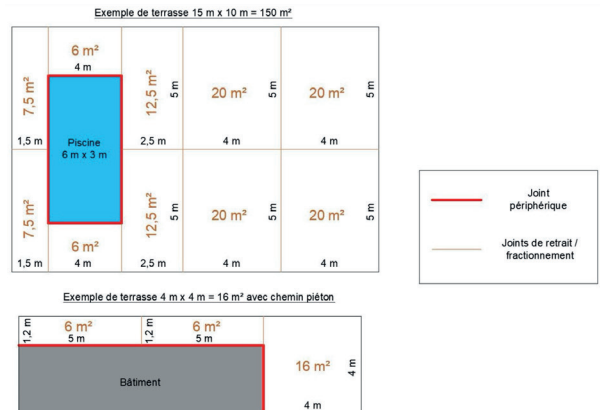 Exemple de terrasse 15 m x 10 m = 150 m²
6 m²
4 m
7,5 m²
1,5 m
12,5 m²
5 m
2,5 m
20 m²
5 m
4 m
20 m²
5 m
4 m
Piscine
6 m x 3 m
7,5 m²
1,5 m
6 m²
4 m
12,5 m²
5 m
2,5 m
20 m²
5 m
4 m
20 m²
5 m
4 m
Joint
périphérique
Joints de retrait /
fractionnement
Exemple de terrasse 4 m x 4 m = 16 m² avec chemin piéton
1,2 m
6 m²
5 m
1,2 m
6 m²
5 m
16 m²
4 m
4 m
Bâtiment